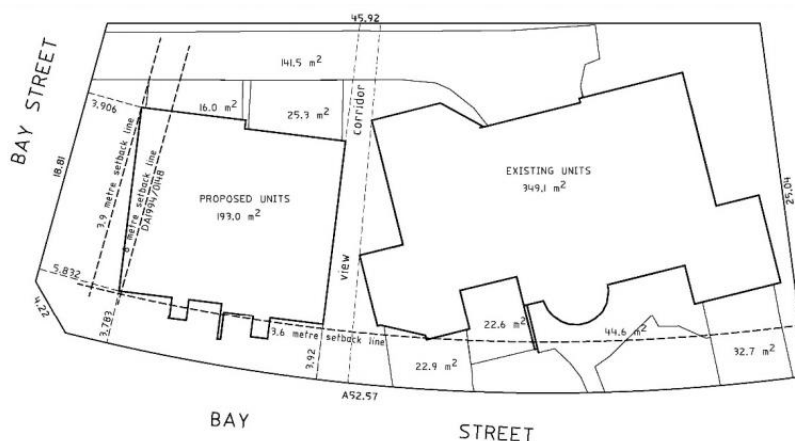 45.92
BAY STREET
141.5 m²
3.906
16.0 m²
25.3 m²
corridor
18.81
3.9 metre setback line
6 metre setback line
DA1994/0148
PROPOSED UNITS
193.0 m²
EXISTING UNITS
349.1 m²
25.04
view
5.832
4.22
3.783
3.6 metre setback line
3.92
22.6 m²
44.6 m²
22.9 m²
32.7 m²
A52.57
BAY STREET